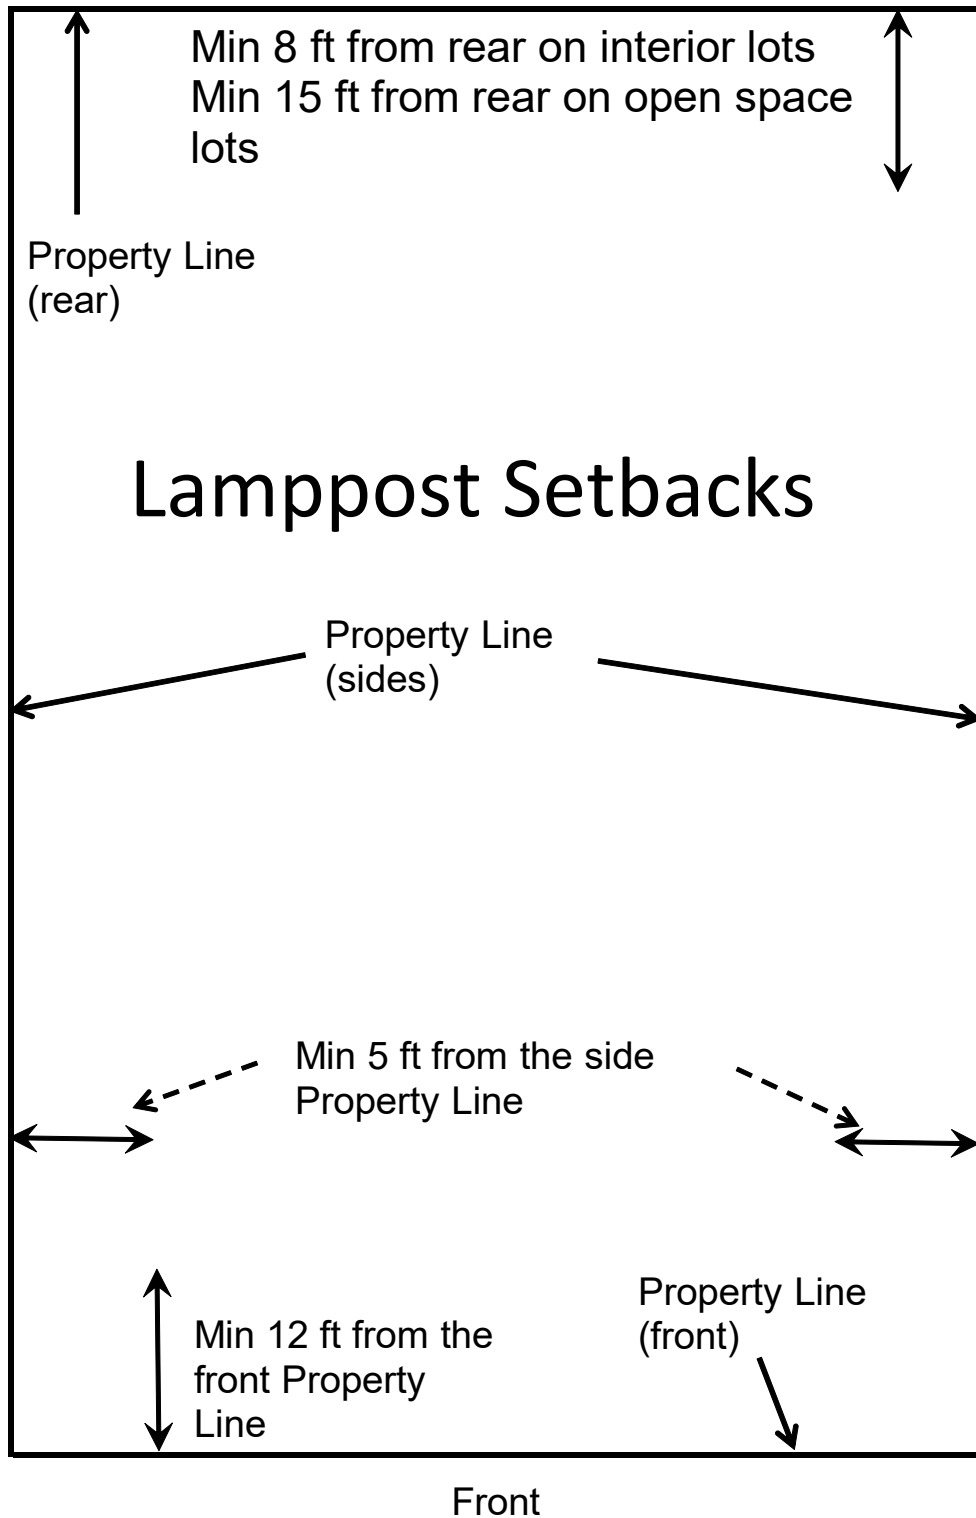 Min 8 ft from rear on interior lots
Min 15 ft from rear on open space
lots
Property Line
(rear)
Lamppost Setbacks
Property Line
(sides)
Min 5 ft from the side
Property Line
Min 12 ft from the
front Property
Line
Property Line
(front)
Front